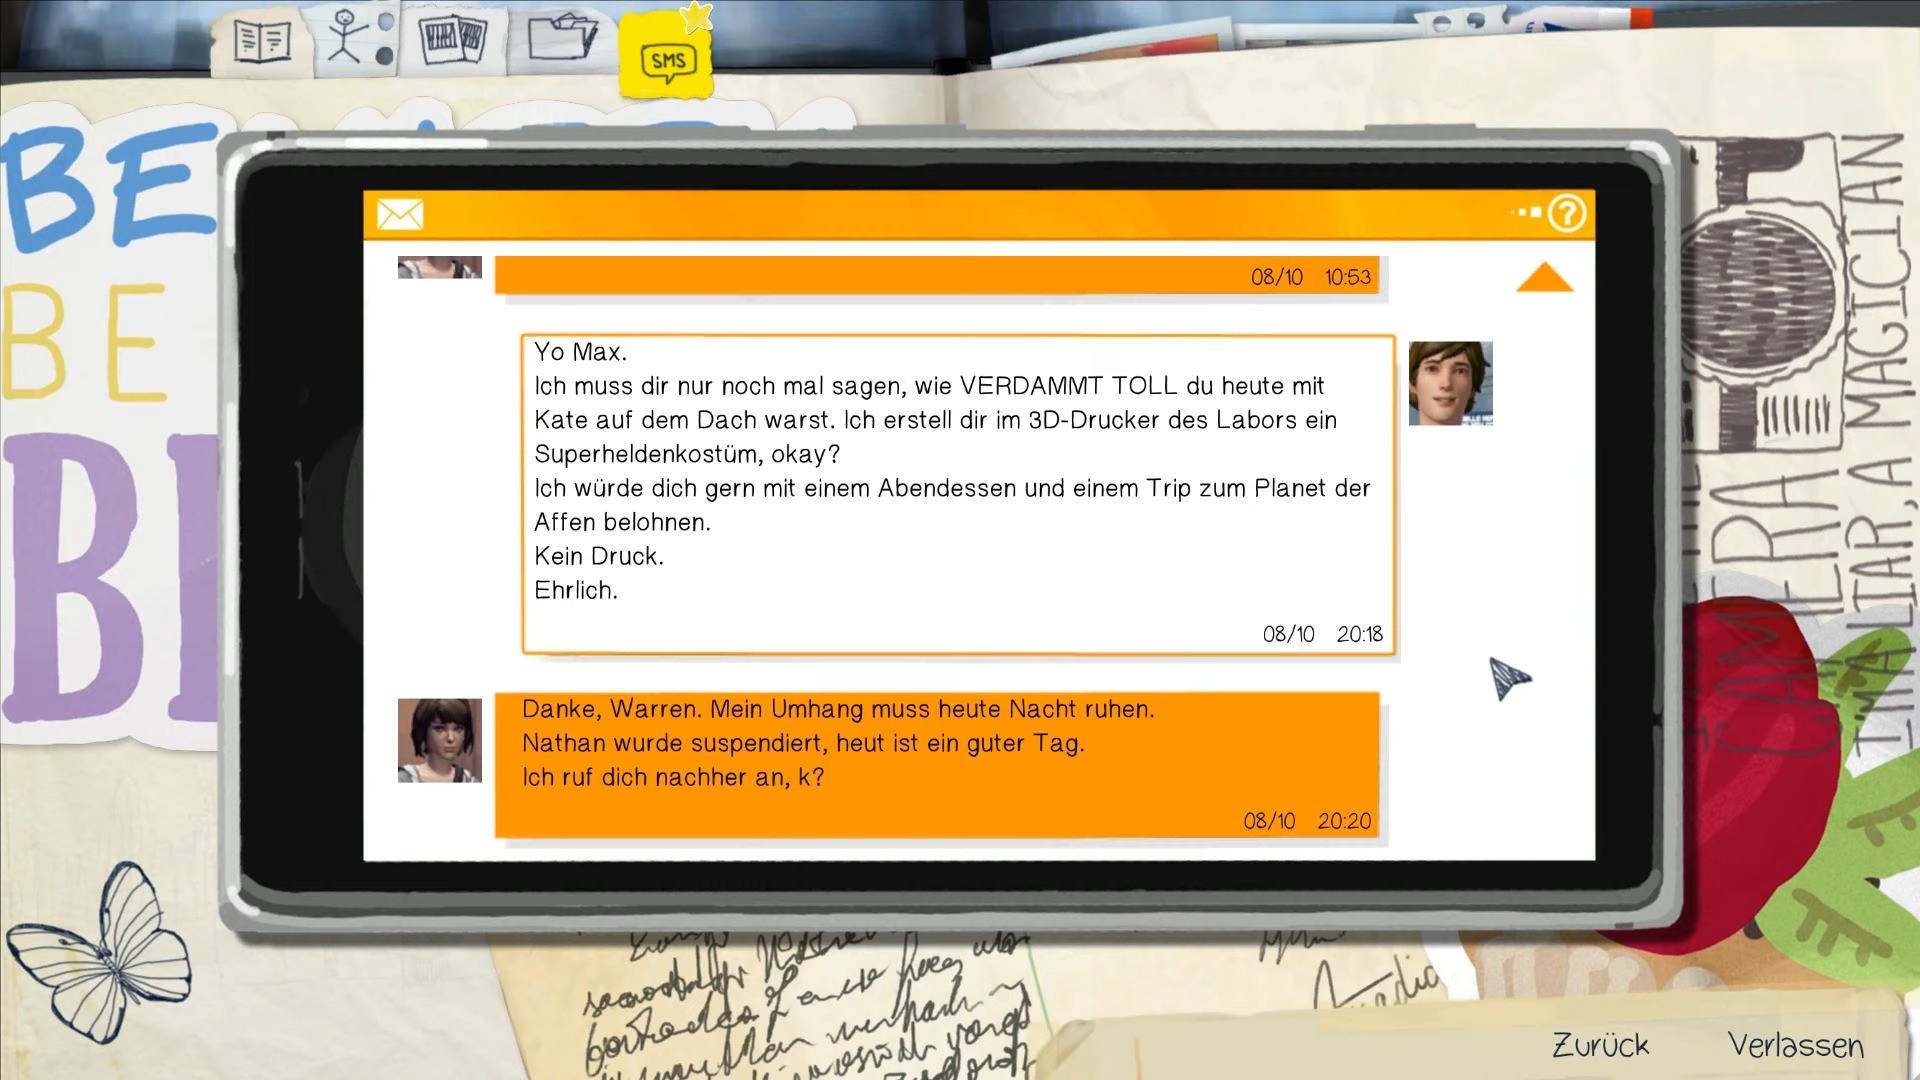 SMS
BE
BE
08/10 10:53
Yo Max.
Ich muss dir nur noch mal sagen, wie VERDAMMT TOLL du heute mit
Kate auf dem Dach warst. Ich erstell dir im 3D-Drucker des Labors ein
Superheldenkostüm, okay?
Ich würde dich gern mit einem Abendessen und einem Trip zum Planet der
Affen belohnen.
Kein Druck.
Ehrlich.
08/10 20:18
Danke, Warren. Mein Umhang muss heute Nacht ruhen.
Nathan wurde suspendiert, heut ist ein guter Tag.
Ich ruf dich nachher an, k?
08/10 20:20
CAMERA
LIAR, A MAGICIAN
Zurück
Verlassen